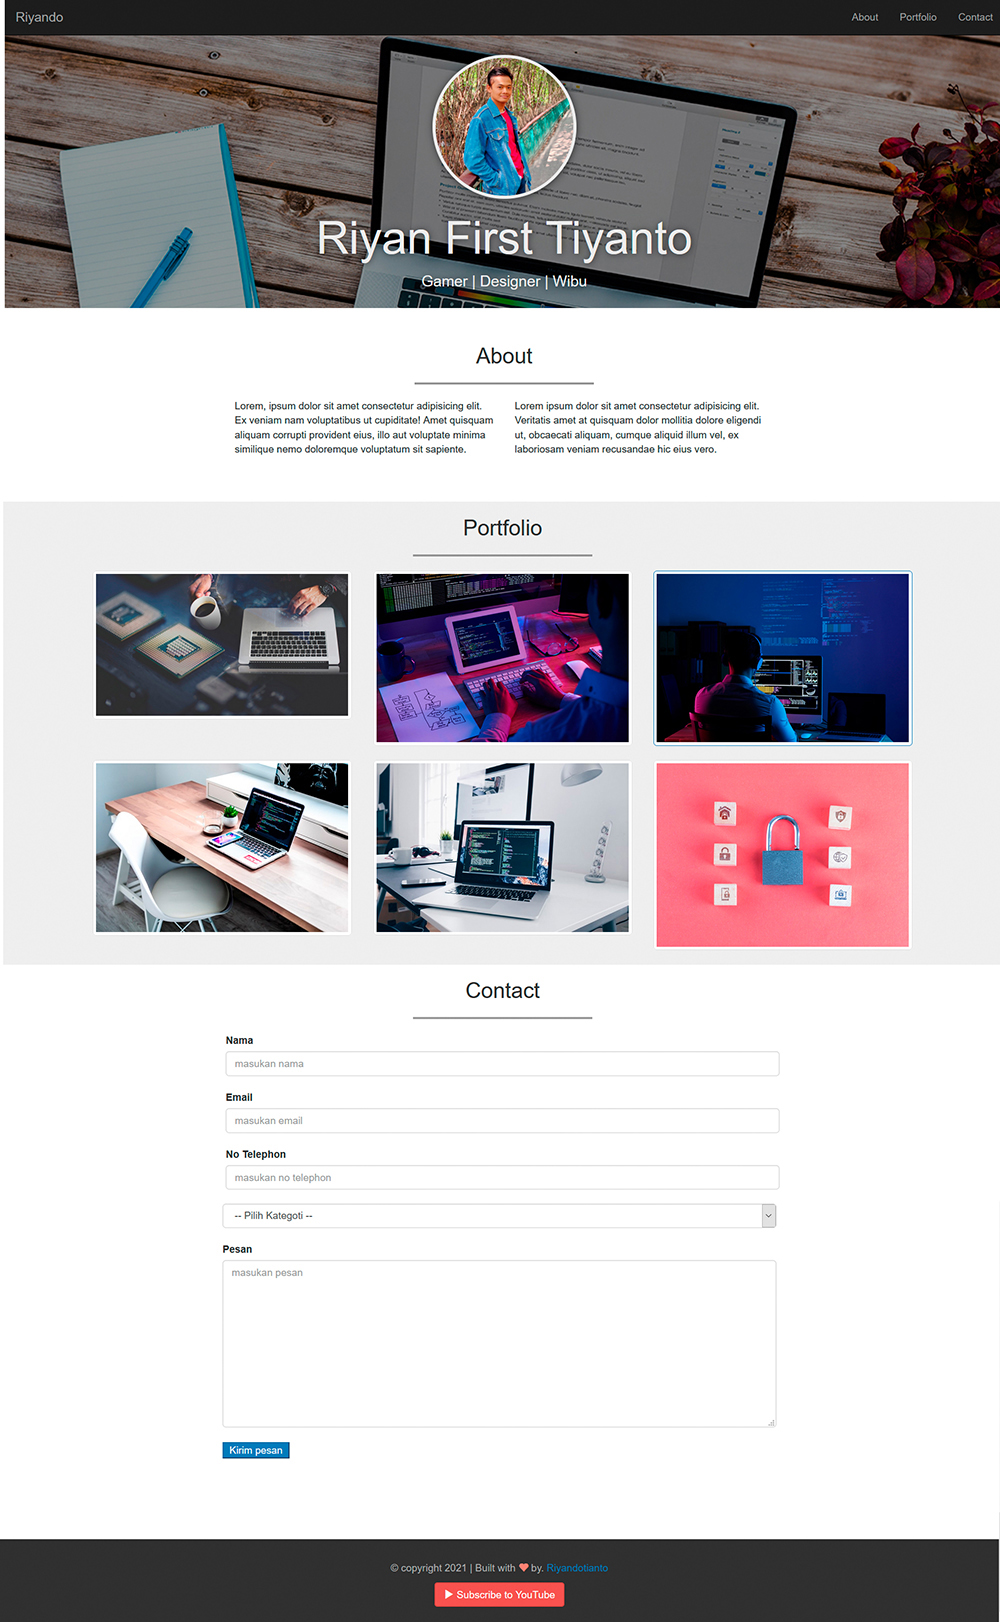 Riyando
About
Portfolio
Contact
Riyan First Tiyanto
Gamer | Designer | Wibu
About
Lorem, ipsum dolor sit amet consectetur adipisicing elit.
Ex veniam nam voluptatibus ut cupiditate! Amet quisquam
aliquam corrupti provident eius, illo aut voluptate minima
similique nemo doloremque voluptatum sit sapiente.
Lorem ipsum dolor sit amet consectetur adipisicing elit.
Veritatis amet at quisquam dolor mollitia dolore eligendi
ut, obcaecati aliquam, cumque aliquid illum vel, ex
laboriosam veniam recusandae hic eius vero.
Portfolio
Contact
Nama
masukan nama
Email
masukan email
No Telephon
masukan no telephon
-- Pilih Kategoti --
Pesan
masukan pesan
Kirim pesan
© copyright 2021 | Built with ❤ by. Riyandotianto
▶ Subscribe to YouTube